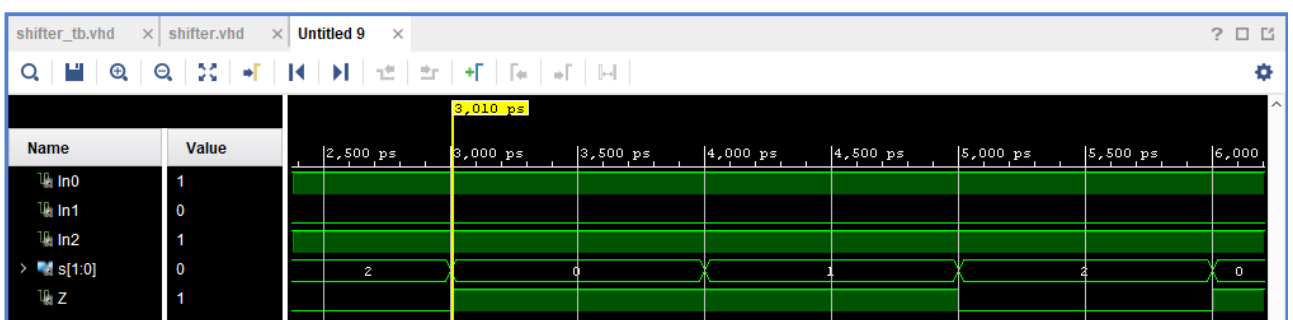 shifter_tb.vhd × shifter.vhd × Untitled 9 × ?
3,010 ps
Name Value 2,500 ps 3,000 ps 3,500 ps 4,000 ps 4,500 ps 5,000 ps 5,500 ps 6,000
In0 1
In1 0
In2 1
> s[1:0] 0 2 0 1 2 0
Z 1